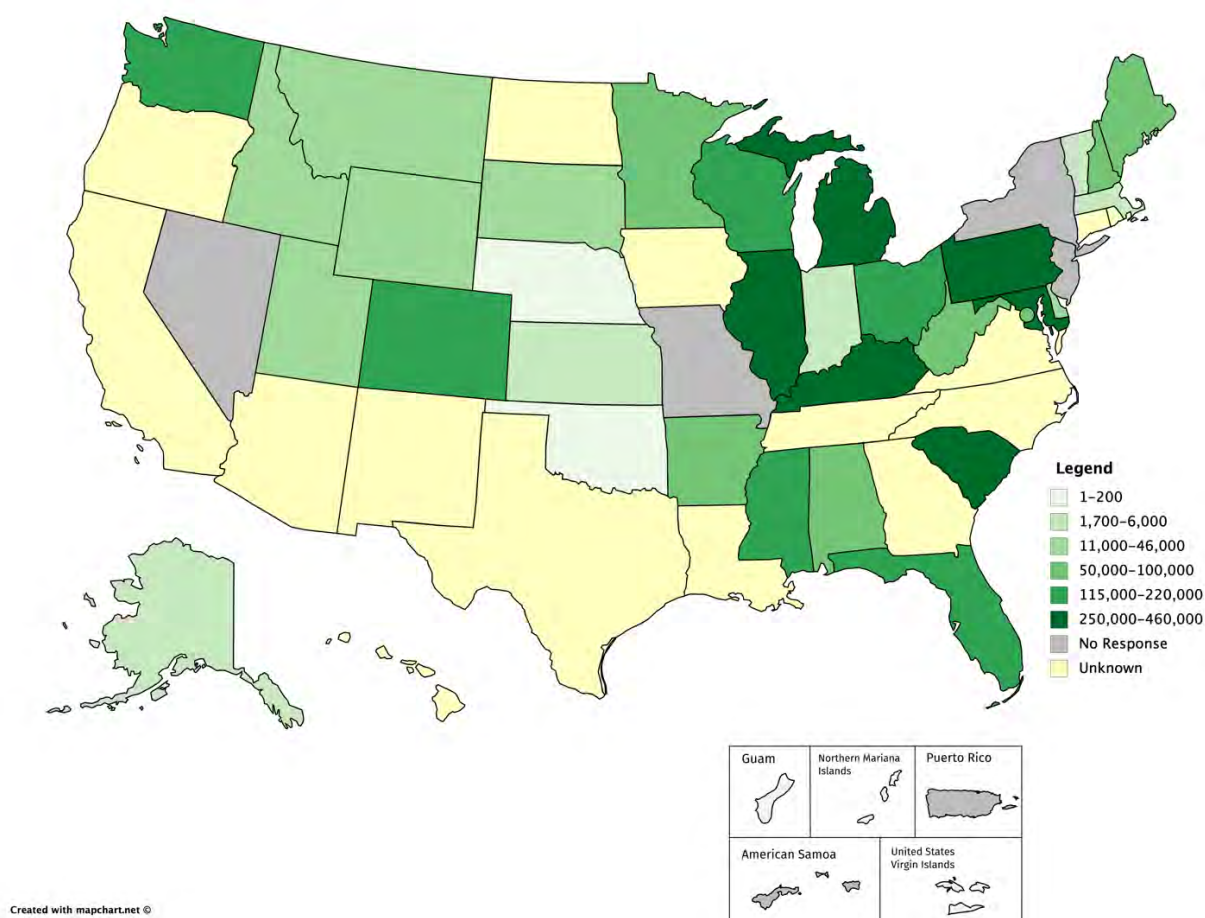 Legend
1–200
1,700–6,000
11,000–46,000
50,000–100,000
115,000–220,000
250,000–460,000
No Response
Unknown
Guam
Northern Mariana
Islands
Puerto Rico
American Samoa
United States
Virgin Islands
Created with mapchart.net ©